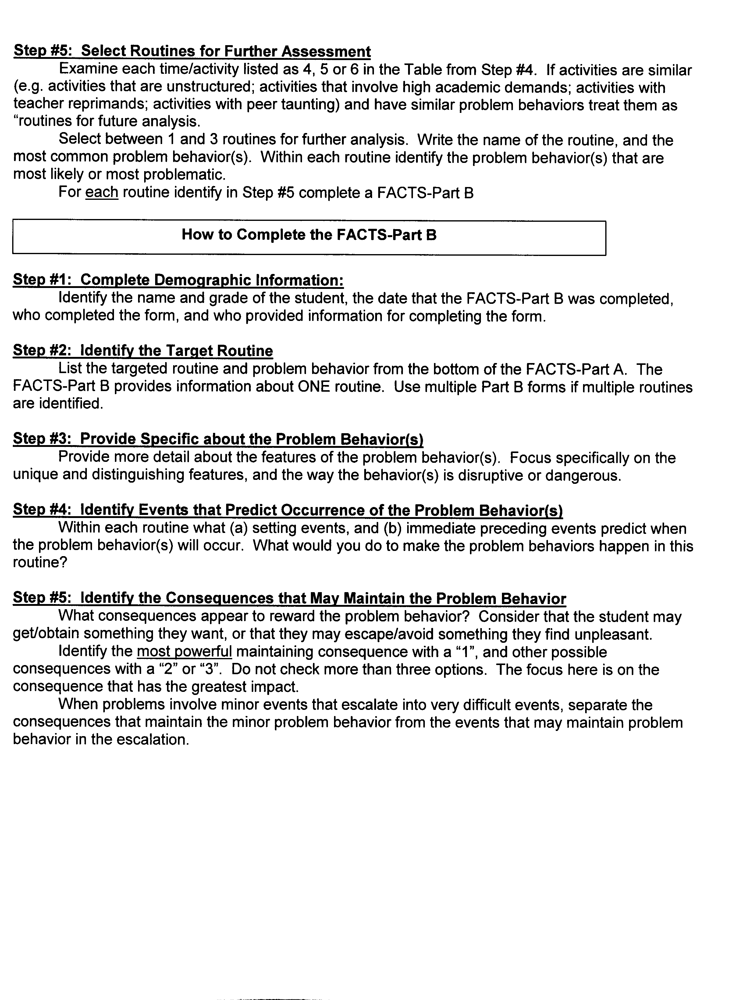 Step #5:  Select Routines for Further Assessment
Examine each time/activity listed as 4, 5 or 6 in the Table from Step #4.  If activities are similar
(e.g. activities that are unstructured; activities that involve high academic demands; activities with
teacher reprimands; activities with peer taunting) and have similar problem behaviors treat them as
“routines for future analysis.
Select between 1 and 3 routines for further analysis.  Write the name of the routine, and the
most common problem behavior(s).  Within each routine identify the problem behavior(s) that are
most likely or most problematic.
For each routine identify in Step #5 complete a FACTS-Part B
How to Complete the FACTS-Part B
Step #1:  Complete Demographic Information:
Identify the name and grade of the student, the date that the FACTS-Part B was completed,
who completed the form, and who provided information for completing the form.
Step #2:  Identify the Target Routine
List the targeted routine and problem behavior from the bottom of the FACTS-Part A.  The
FACTS-Part B provides information about ONE routine.  Use multiple Part B forms if multiple routines
are identified.
Step #3:  Provide Specific about the Problem Behavior(s)
Provide more detail about the features of the problem behavior(s).  Focus specifically on the
unique and distinguishing features, and the way the behavior(s) is disruptive or dangerous.
Step #4:  Identify Events that Predict Occurrence of the Problem Behavior(s)
Within each routine what (a) setting events, and (b) immediate preceding events predict when
the problem behavior(s) will occur.  What would you do to make the problem behaviors happen in this
routine?
Step #5:  Identify the Consequences that May Maintain the Problem Behavior
What consequences appear to reward the problem behavior?  Consider that the student may
get/obtain something they want, or that they may escape/avoid something they find unpleasant.
Identify the most powerful maintaining consequence with a “1”, and other possible
consequences with a “2” or “3”.  Do not check more than three options.  The focus here is on the
consequence that has the greatest impact.
When problems involve minor events that escalate into very difficult events, separate the
consequences that maintain the minor problem behavior from the events that may maintain problem
behavior in the escalation.